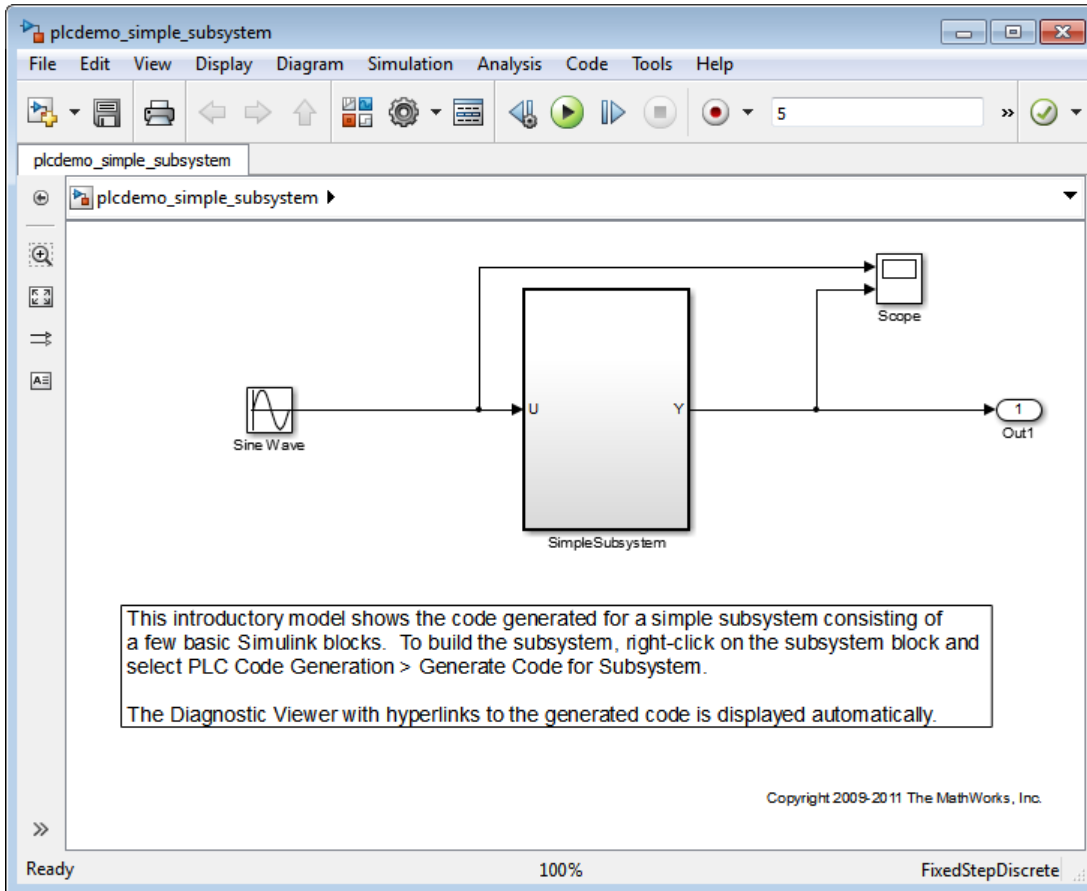 plcdemo_simple_subsystem
File Edit View Display Diagram Simulation Analysis Code Tools Help
5
»
plcdemo_simple_subsystem
plcdemo_simple_subsystem
Scope
U
Y
1
Sine Wave
Out1
SimpleSubsystem
This introductory model shows the code generated for a simple subsystem consisting of
a few basic Simulink blocks. To build the subsystem, right-click on the subsystem block and
select PLC Code Generation > Generate Code for Subsystem.
The Diagnostic Viewer with hyperlinks to the generated code is displayed automatically.
Copyright 2009-2011 The MathWorks, Inc.
»
Ready 100% FixedStepDiscrete